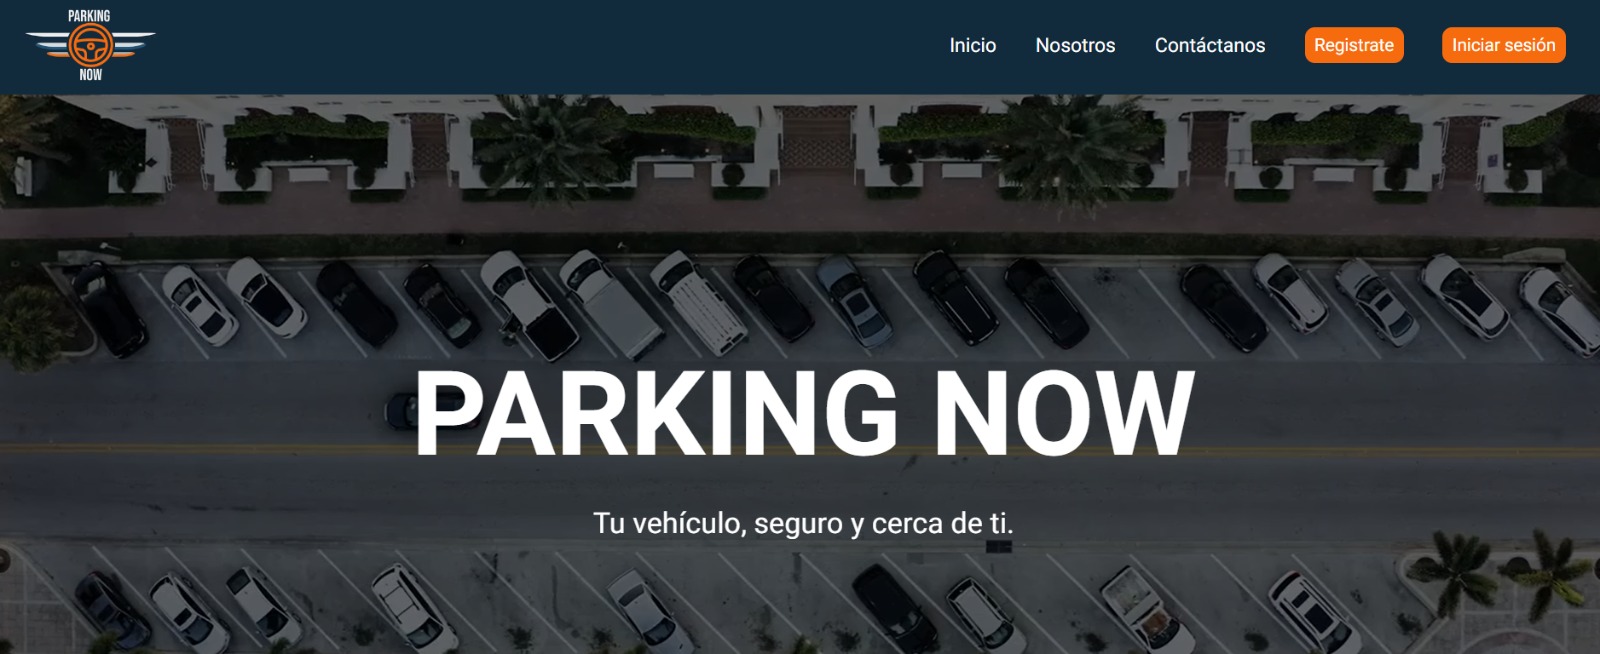 PARKING
NOW
Inicio
Nosotros
Contáctanos
Registrate
Iniciar sesión
PARKING NOW
Tu vehículo, seguro y cerca de ti.